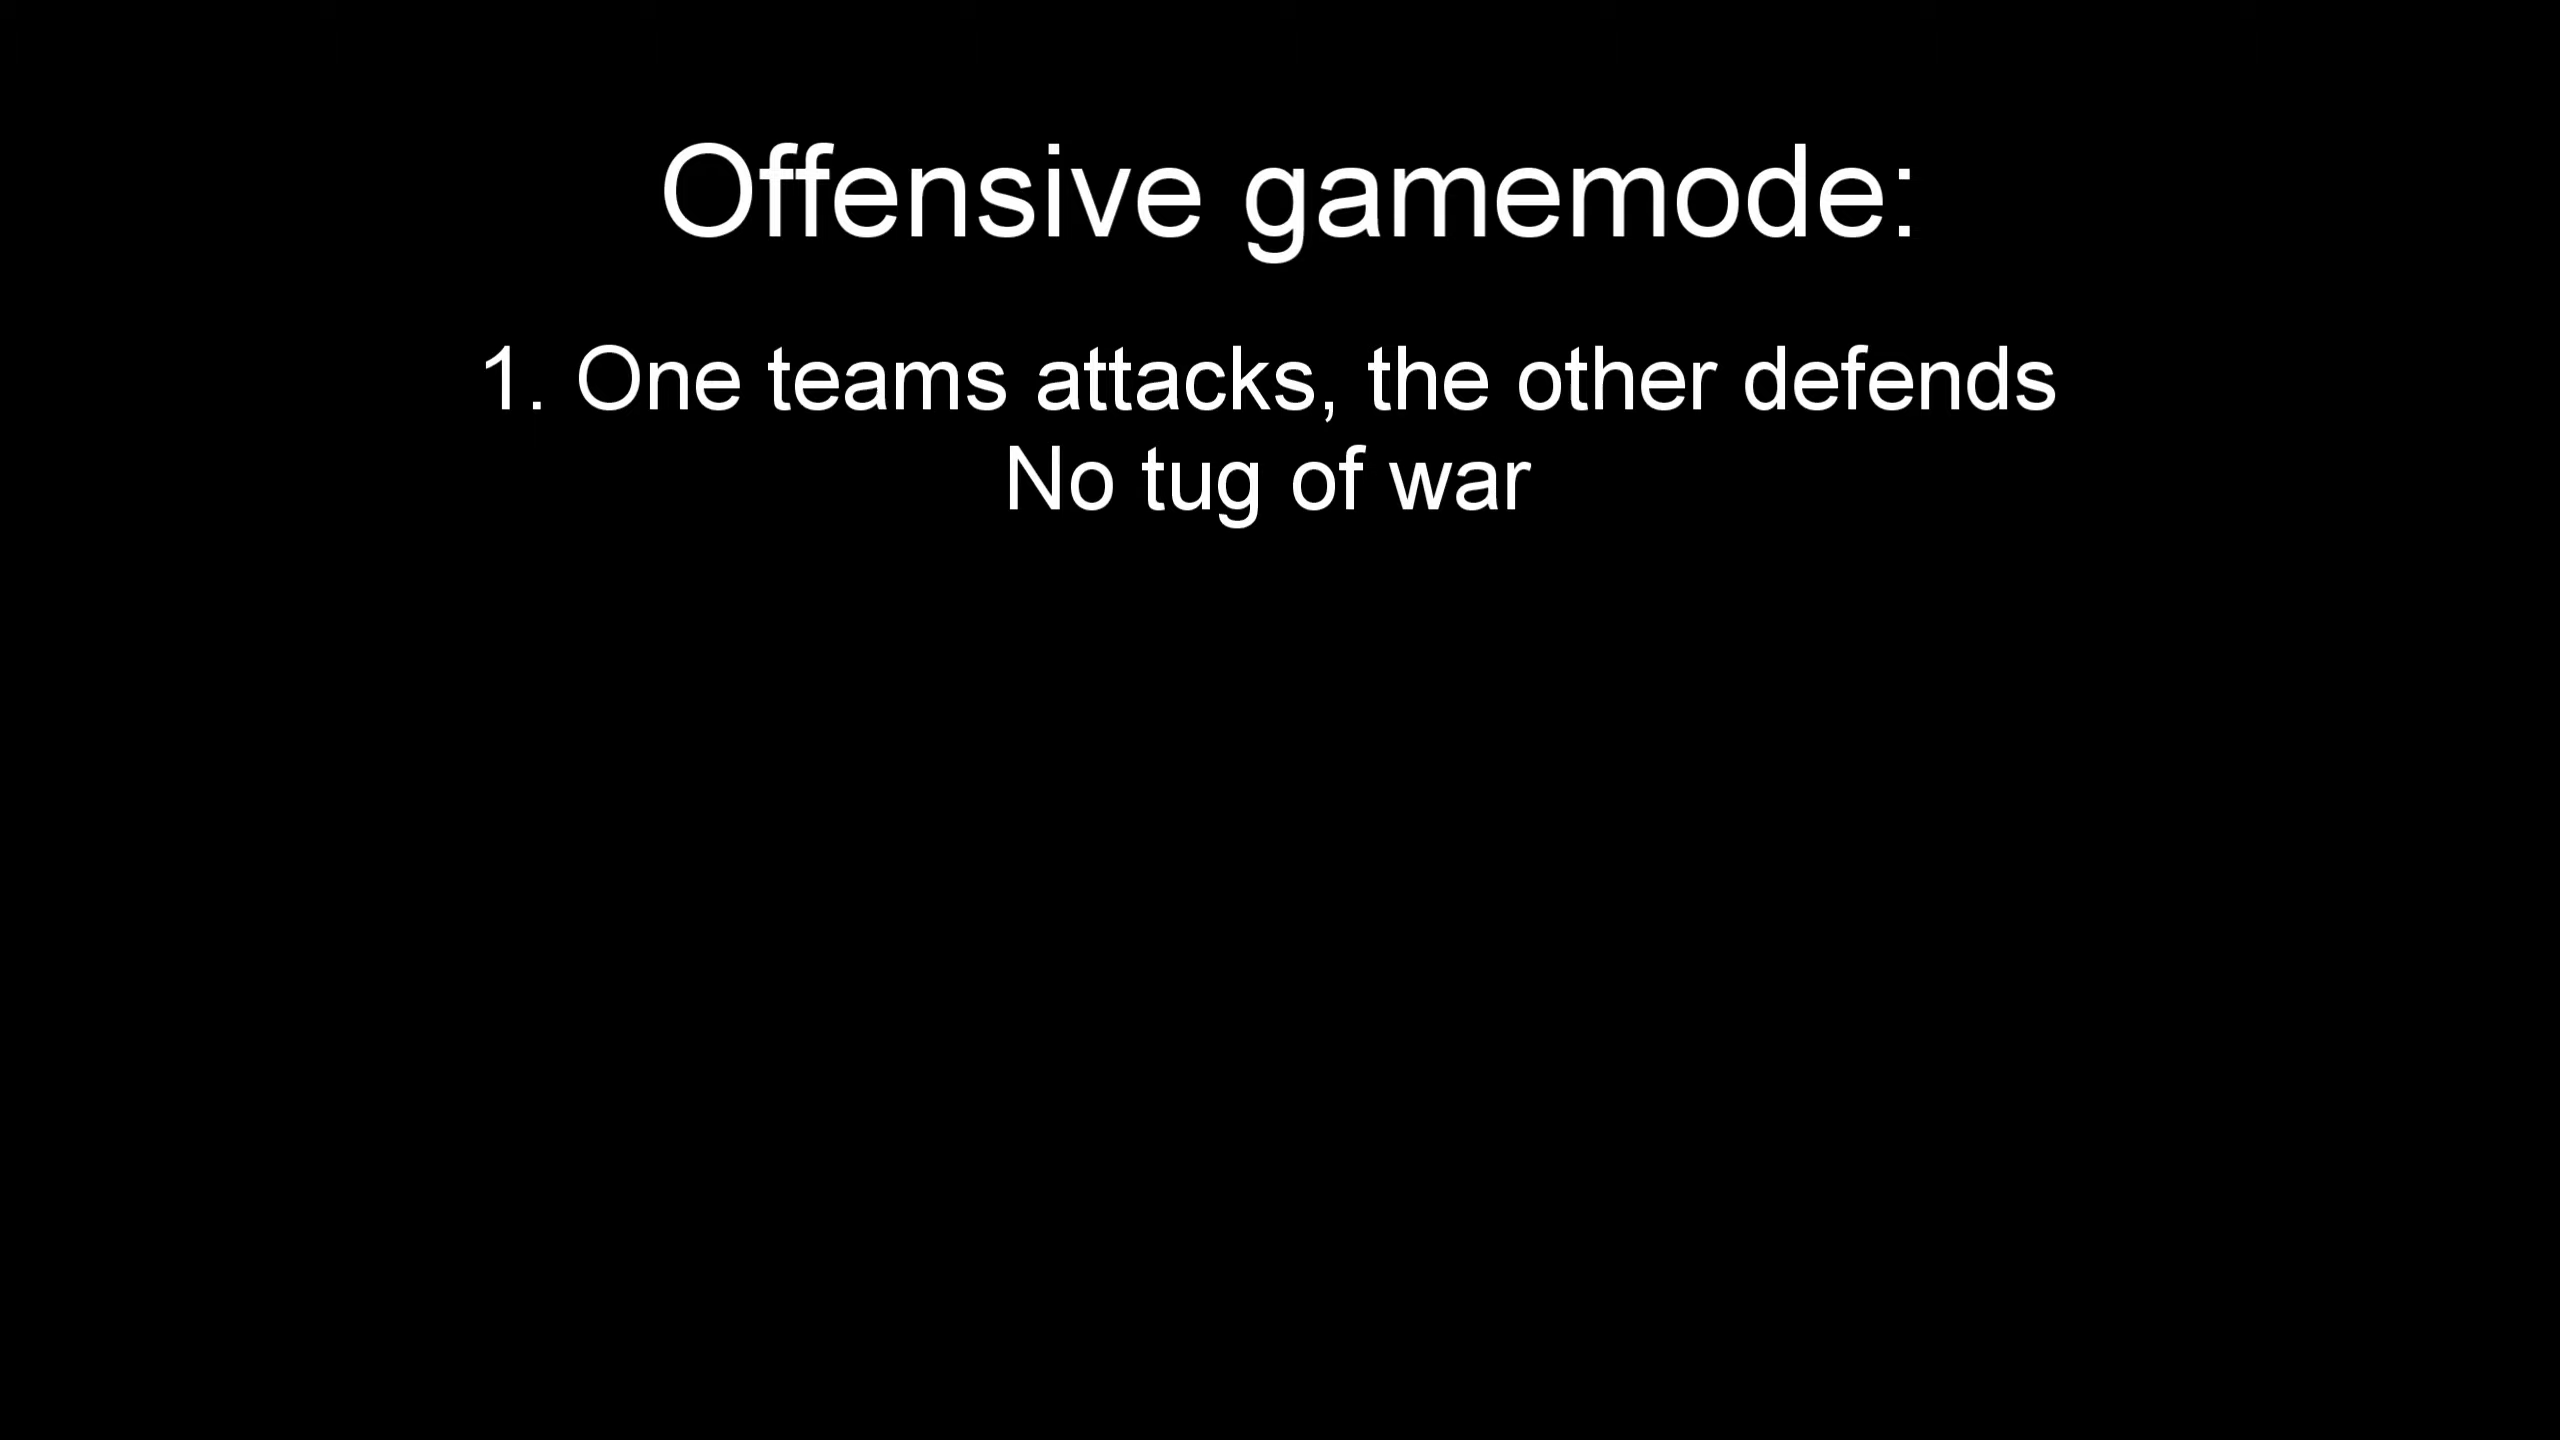 Offensive gamemode:
1. One teams attacks, the other defends
No tug of war